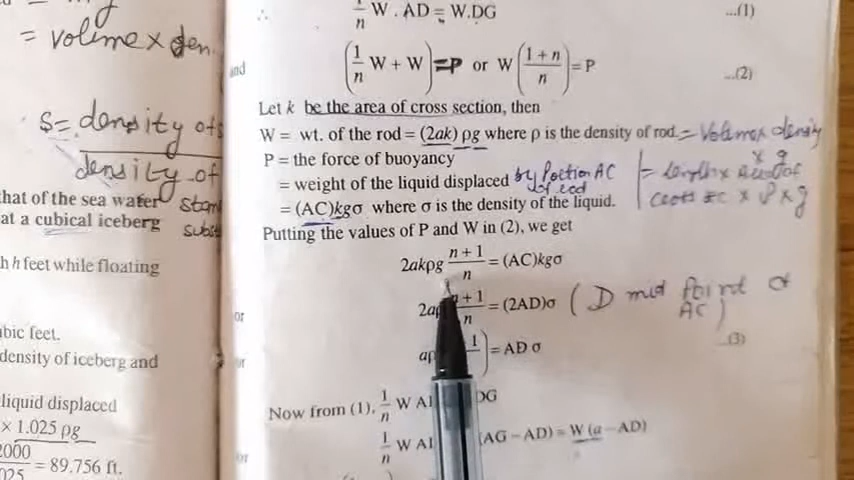 = volume x den.
S = density of
density of
that of the sea water
at a cubical iceberg
h feet while floating
bic feet.
density of iceberg and
liquid displaced
× 1.025 ρg
2000
= 89.756 ft.
∴ 1/n W . AD = W.DG ...(1)
and (1/n W + W) = P or W (1+n / n) = P ...(2)
Let k be the area of cross section, then
W = wt. of the rod = (2ak) ρg where ρ is the density of rod. = Volume x density x g
P = the force of buoyancy
= weight of the liquid displaced by Portion AC of rod
= (AC)kgσ where σ is the density of the liquid.
= length x
x ρ x g
Putting the values of P and W in (2), we get
2akρg n+1 / n = (AC)kgσ
or n+1 / n = (2AD)σ (D mid point of AC)
or = AD σ ...(3)
Now from (1), 1/n W DG
or 1/n W (AG – AD) = W (a – AD)